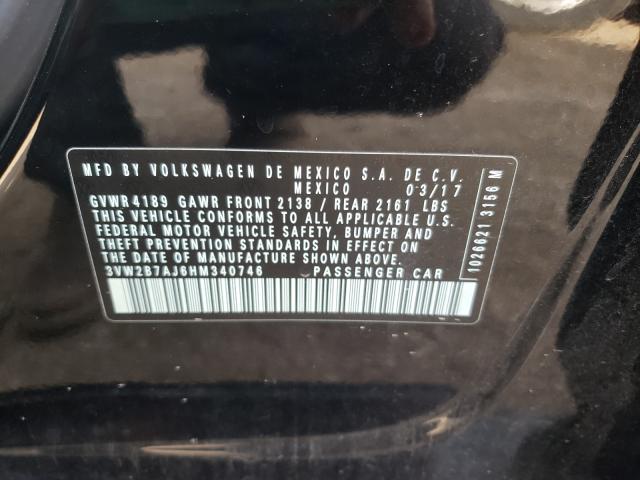 MFD BY VOLKSWAGEN DE MEXICO S.A. DE C.V.
MEXICO 03/17
GVWR4189 GAWR FRONT 2138 / REAR 2161 LBS
THIS VEHICLE CONFORMS TO ALL APPLICABLE U.S.
FEDERAL MOTOR VEHICLE SAFETY, BUMPER AND
THEFT PREVENTION STANDARDS IN EFFECT ON
THE DATE OF MANUFACTURE SHOWN ABOVE.
3VW2B7AJ6HM340746 PASSENGER CAR
1026621 3156 M